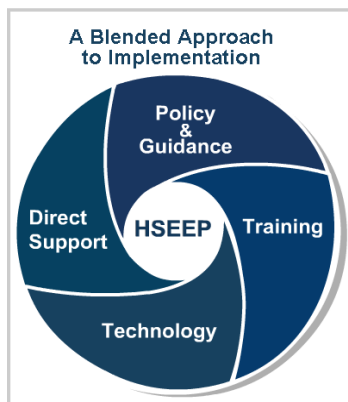 A Blended Approach
to Implementation
Policy
&
Guidance
Direct
Support
HSEEP
Training
Technology